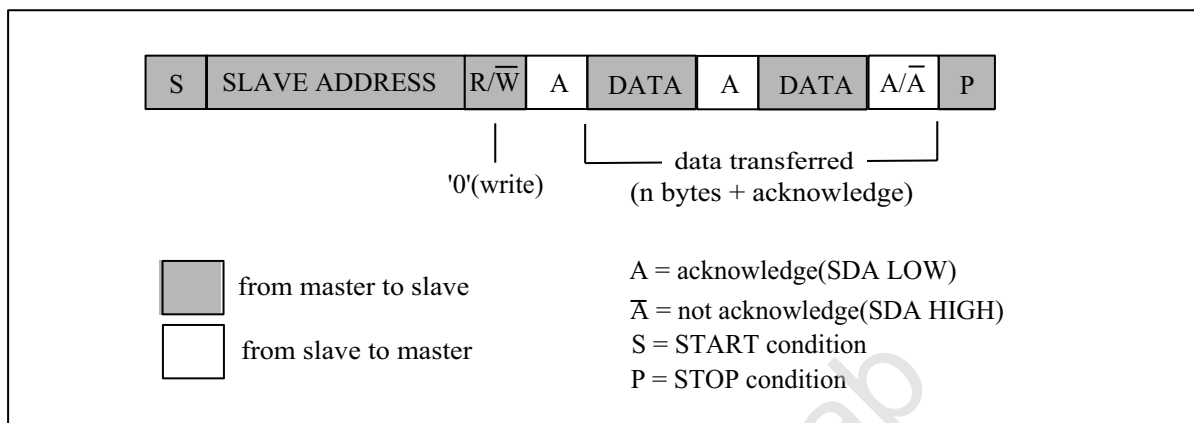 S SLAVE ADDRESS R/W̅ A DATA A DATA A/A̅ P
'0'(write)
data transferred
(n bytes + acknowledge)
from master to slave
from slave to master
A = acknowledge(SDA LOW)
A̅ = not acknowledge(SDA HIGH)
S = START condition
P = STOP condition
ab